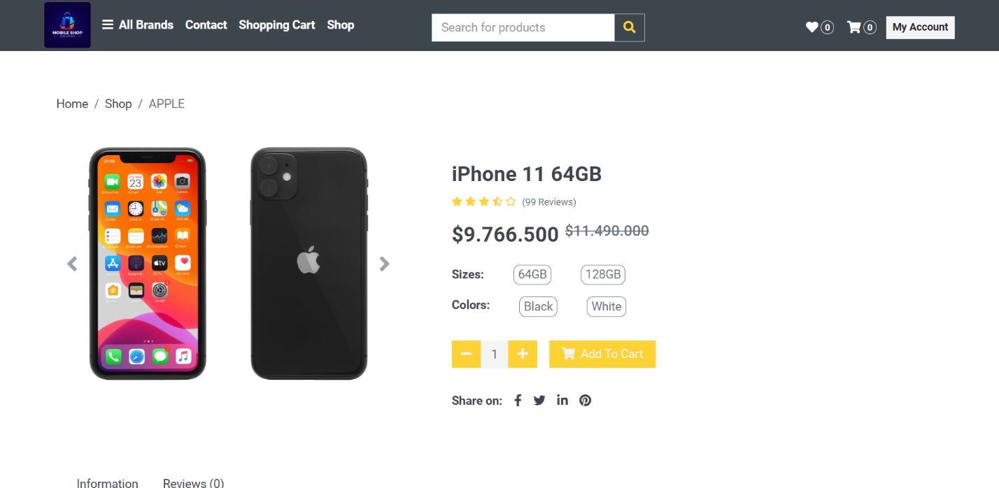 MOBILE SHOP
All Brands Contact Shopping Cart Shop
Search for products
0 0 My Account
Home / Shop / APPLE
iPhone 11 64GB
(99 Reviews)
$9.766.500 $11.490.000
Sizes: 64GB 128GB
Colors: Black White
1 Add To Cart
Share on:
23
Camera
tv
Information Reviews (0)